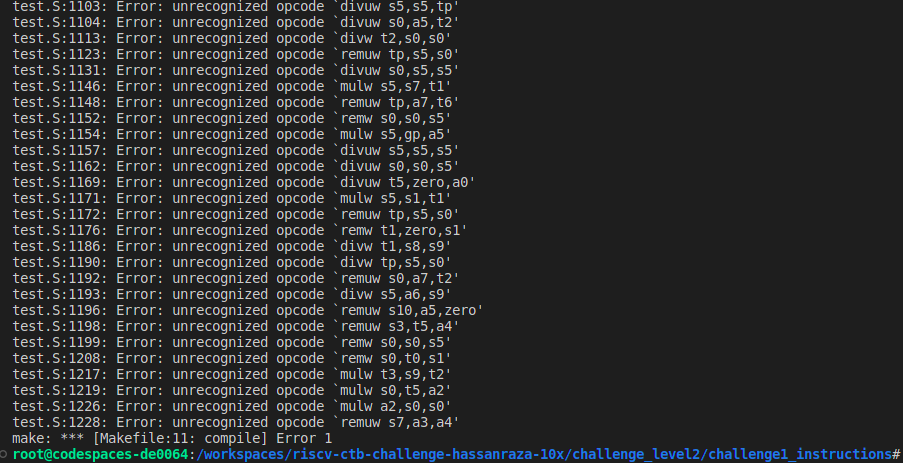 test.S:1103: Error: unrecognized opcode `divuw s5,s5,tp'
test.S:1104: Error: unrecognized opcode `divuw s0,a5,t2'
test.S:1113: Error: unrecognized opcode `divw t2,s0,s0'
test.S:1123: Error: unrecognized opcode `remuw tp,s5,s0'
test.S:1131: Error: unrecognized opcode `divuw s0,s5,s5'
test.S:1146: Error: unrecognized opcode `mulw s5,s7,t1'
test.S:1148: Error: unrecognized opcode `remuw tp,a7,t6'
test.S:1152: Error: unrecognized opcode `remw s0,s0,s5'
test.S:1154: Error: unrecognized opcode `mulw s5,gp,a5'
test.S:1157: Error: unrecognized opcode `divuw s5,s5,s5'
test.S:1162: Error: unrecognized opcode `divuw s0,s0,s5'
test.S:1169: Error: unrecognized opcode `divuw t5,zero,a0'
test.S:1171: Error: unrecognized opcode `mulw s5,s1,t1'
test.S:1172: Error: unrecognized opcode `remuw tp,s5,s0'
test.S:1176: Error: unrecognized opcode `remw t1,zero,s1'
test.S:1186: Error: unrecognized opcode `divw t1,s8,s9'
test.S:1190: Error: unrecognized opcode `divw tp,s5,s0'
test.S:1192: Error: unrecognized opcode `remuw s0,a7,t2'
test.S:1193: Error: unrecognized opcode `divw s5,a6,s9'
test.S:1196: Error: unrecognized opcode `remuw s10,a5,zero'
test.S:1198: Error: unrecognized opcode `remuw s3,t5,a4'
test.S:1199: Error: unrecognized opcode `remw s0,s0,s5'
test.S:1208: Error: unrecognized opcode `remw s0,t0,s1'
test.S:1217: Error: unrecognized opcode `mulw t3,s9,t2'
test.S:1219: Error: unrecognized opcode `mulw s0,t5,a2'
test.S:1226: Error: unrecognized opcode `mulw a2,s0,s0'
test.S:1228: Error: unrecognized opcode `remuw s7,a3,a4'
make: *** [Makefile:11: compile] Error 1
root@codespaces-de0064:/workspaces/riscv-ctb-challenge-hassanraza-10x/challenge_level2/challenge1_instructions#